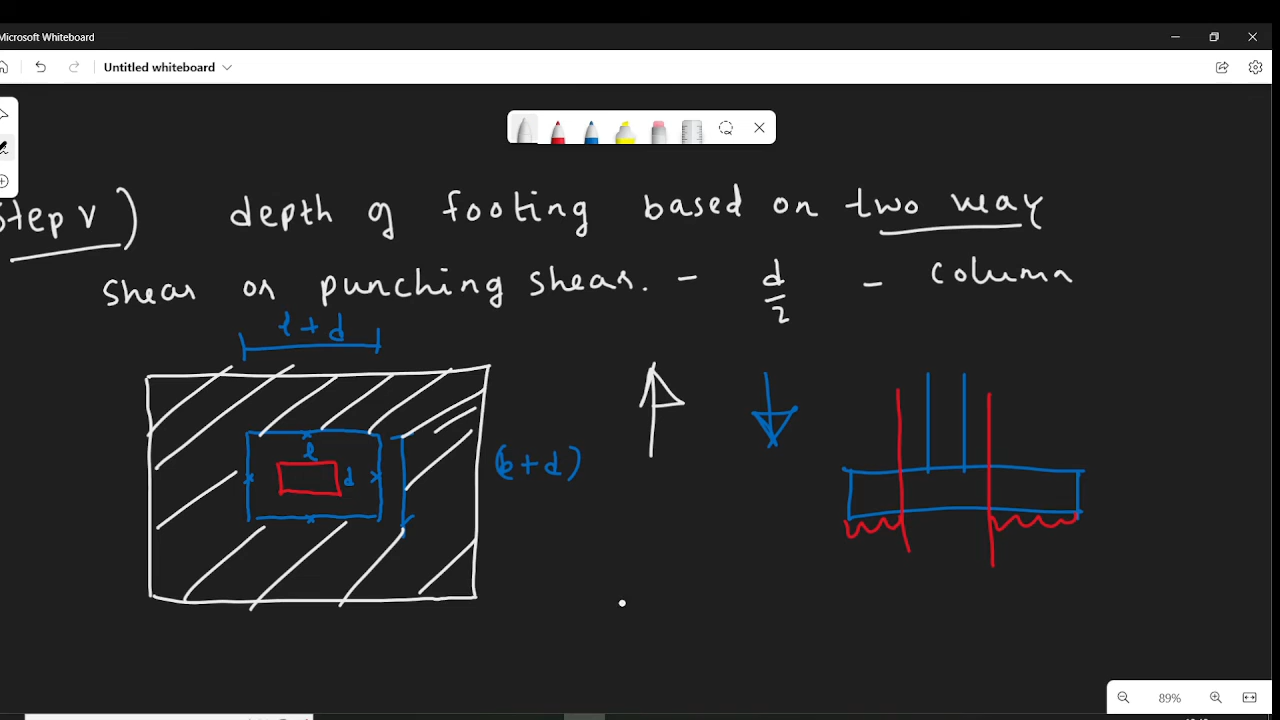 Microsoft Whiteboard
Untitled whiteboard
Step V) depth of footing based on two way
shear or punching shear. - d/2 - column
l + d
l
d
(b + d)
89%